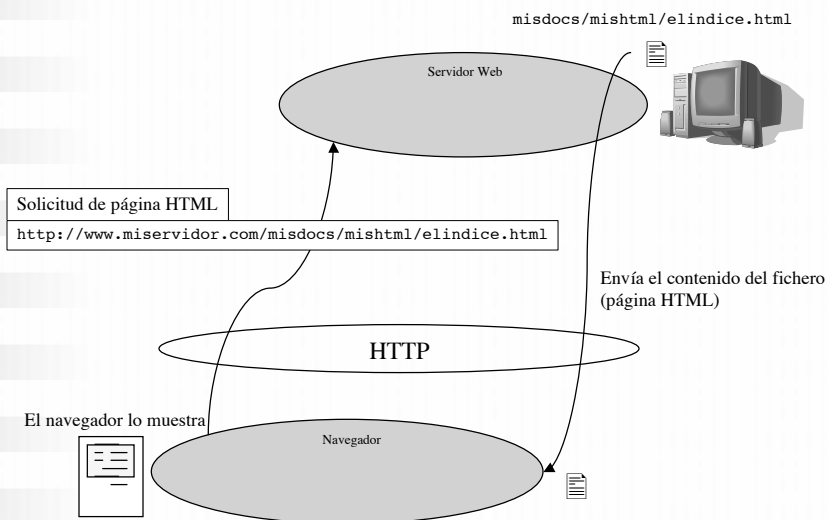 misdocs/mishtml/elindice.html
Servidor Web
Solicitud de página HTML
http://www.miservidor.com/misdocs/mishtml/elindice.html
Envía el contenido del fichero
(página HTML)
HTTP
El navegador lo muestra
Navegador